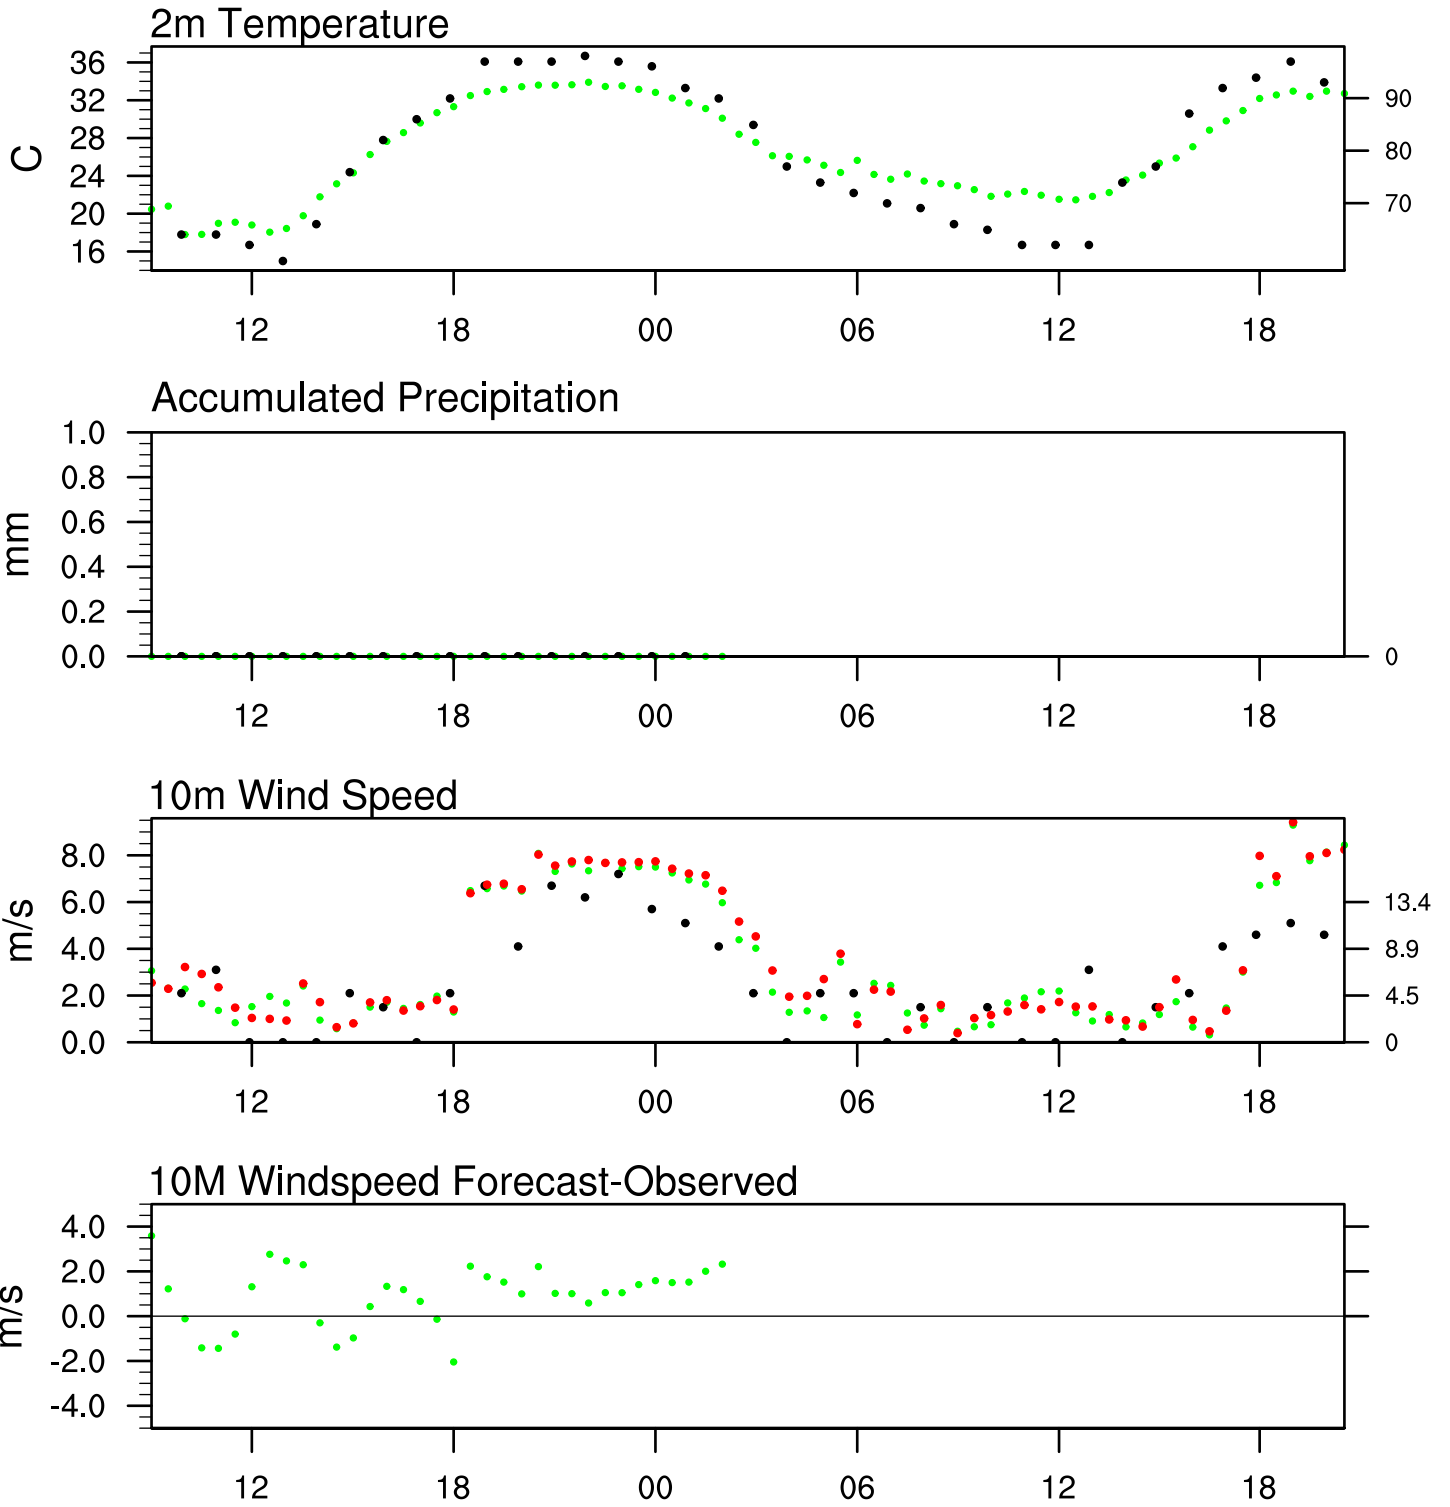 2m Temperature
36
32
28
24
20
16
C
90
80
70
12 18 00 06 12 18
Accumulated Precipitation
1.0
0.8
0.6
0.4
0.2
0.0
mm
0
12 18 00 06 12 18
10m Wind Speed
8.0
6.0
4.0
2.0
0.0
m/s
13.4
8.9
4.5
0
12 18 00 06 12 18
10M Windspeed Forecast-Observed
4.0
2.0
0.0
-2.0
-4.0
m/s
12 18 00 06 12 18